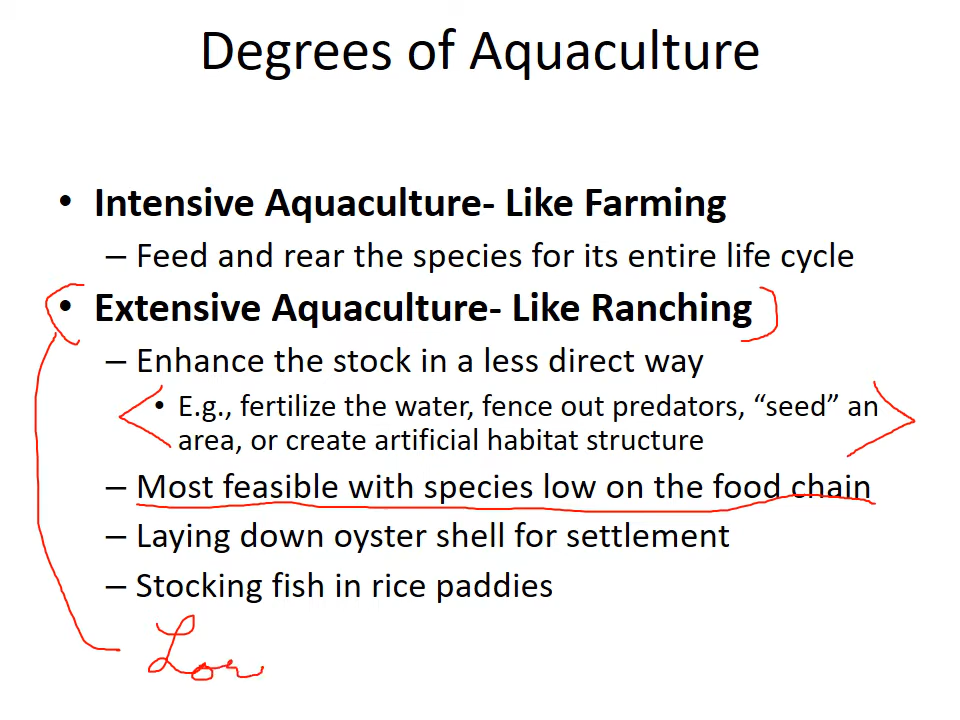 Degrees of Aquaculture
• Intensive Aquaculture- Like Farming
– Feed and rear the species for its entire life cycle
• Extensive Aquaculture- Like Ranching
– Enhance the stock in a less direct way
• E.g., fertilize the water, fence out predators, “seed” an
area, or create artificial habitat structure
– Most feasible with species low on the food chain
– Laying down oyster shell for settlement
– Stocking fish in rice paddies
Low